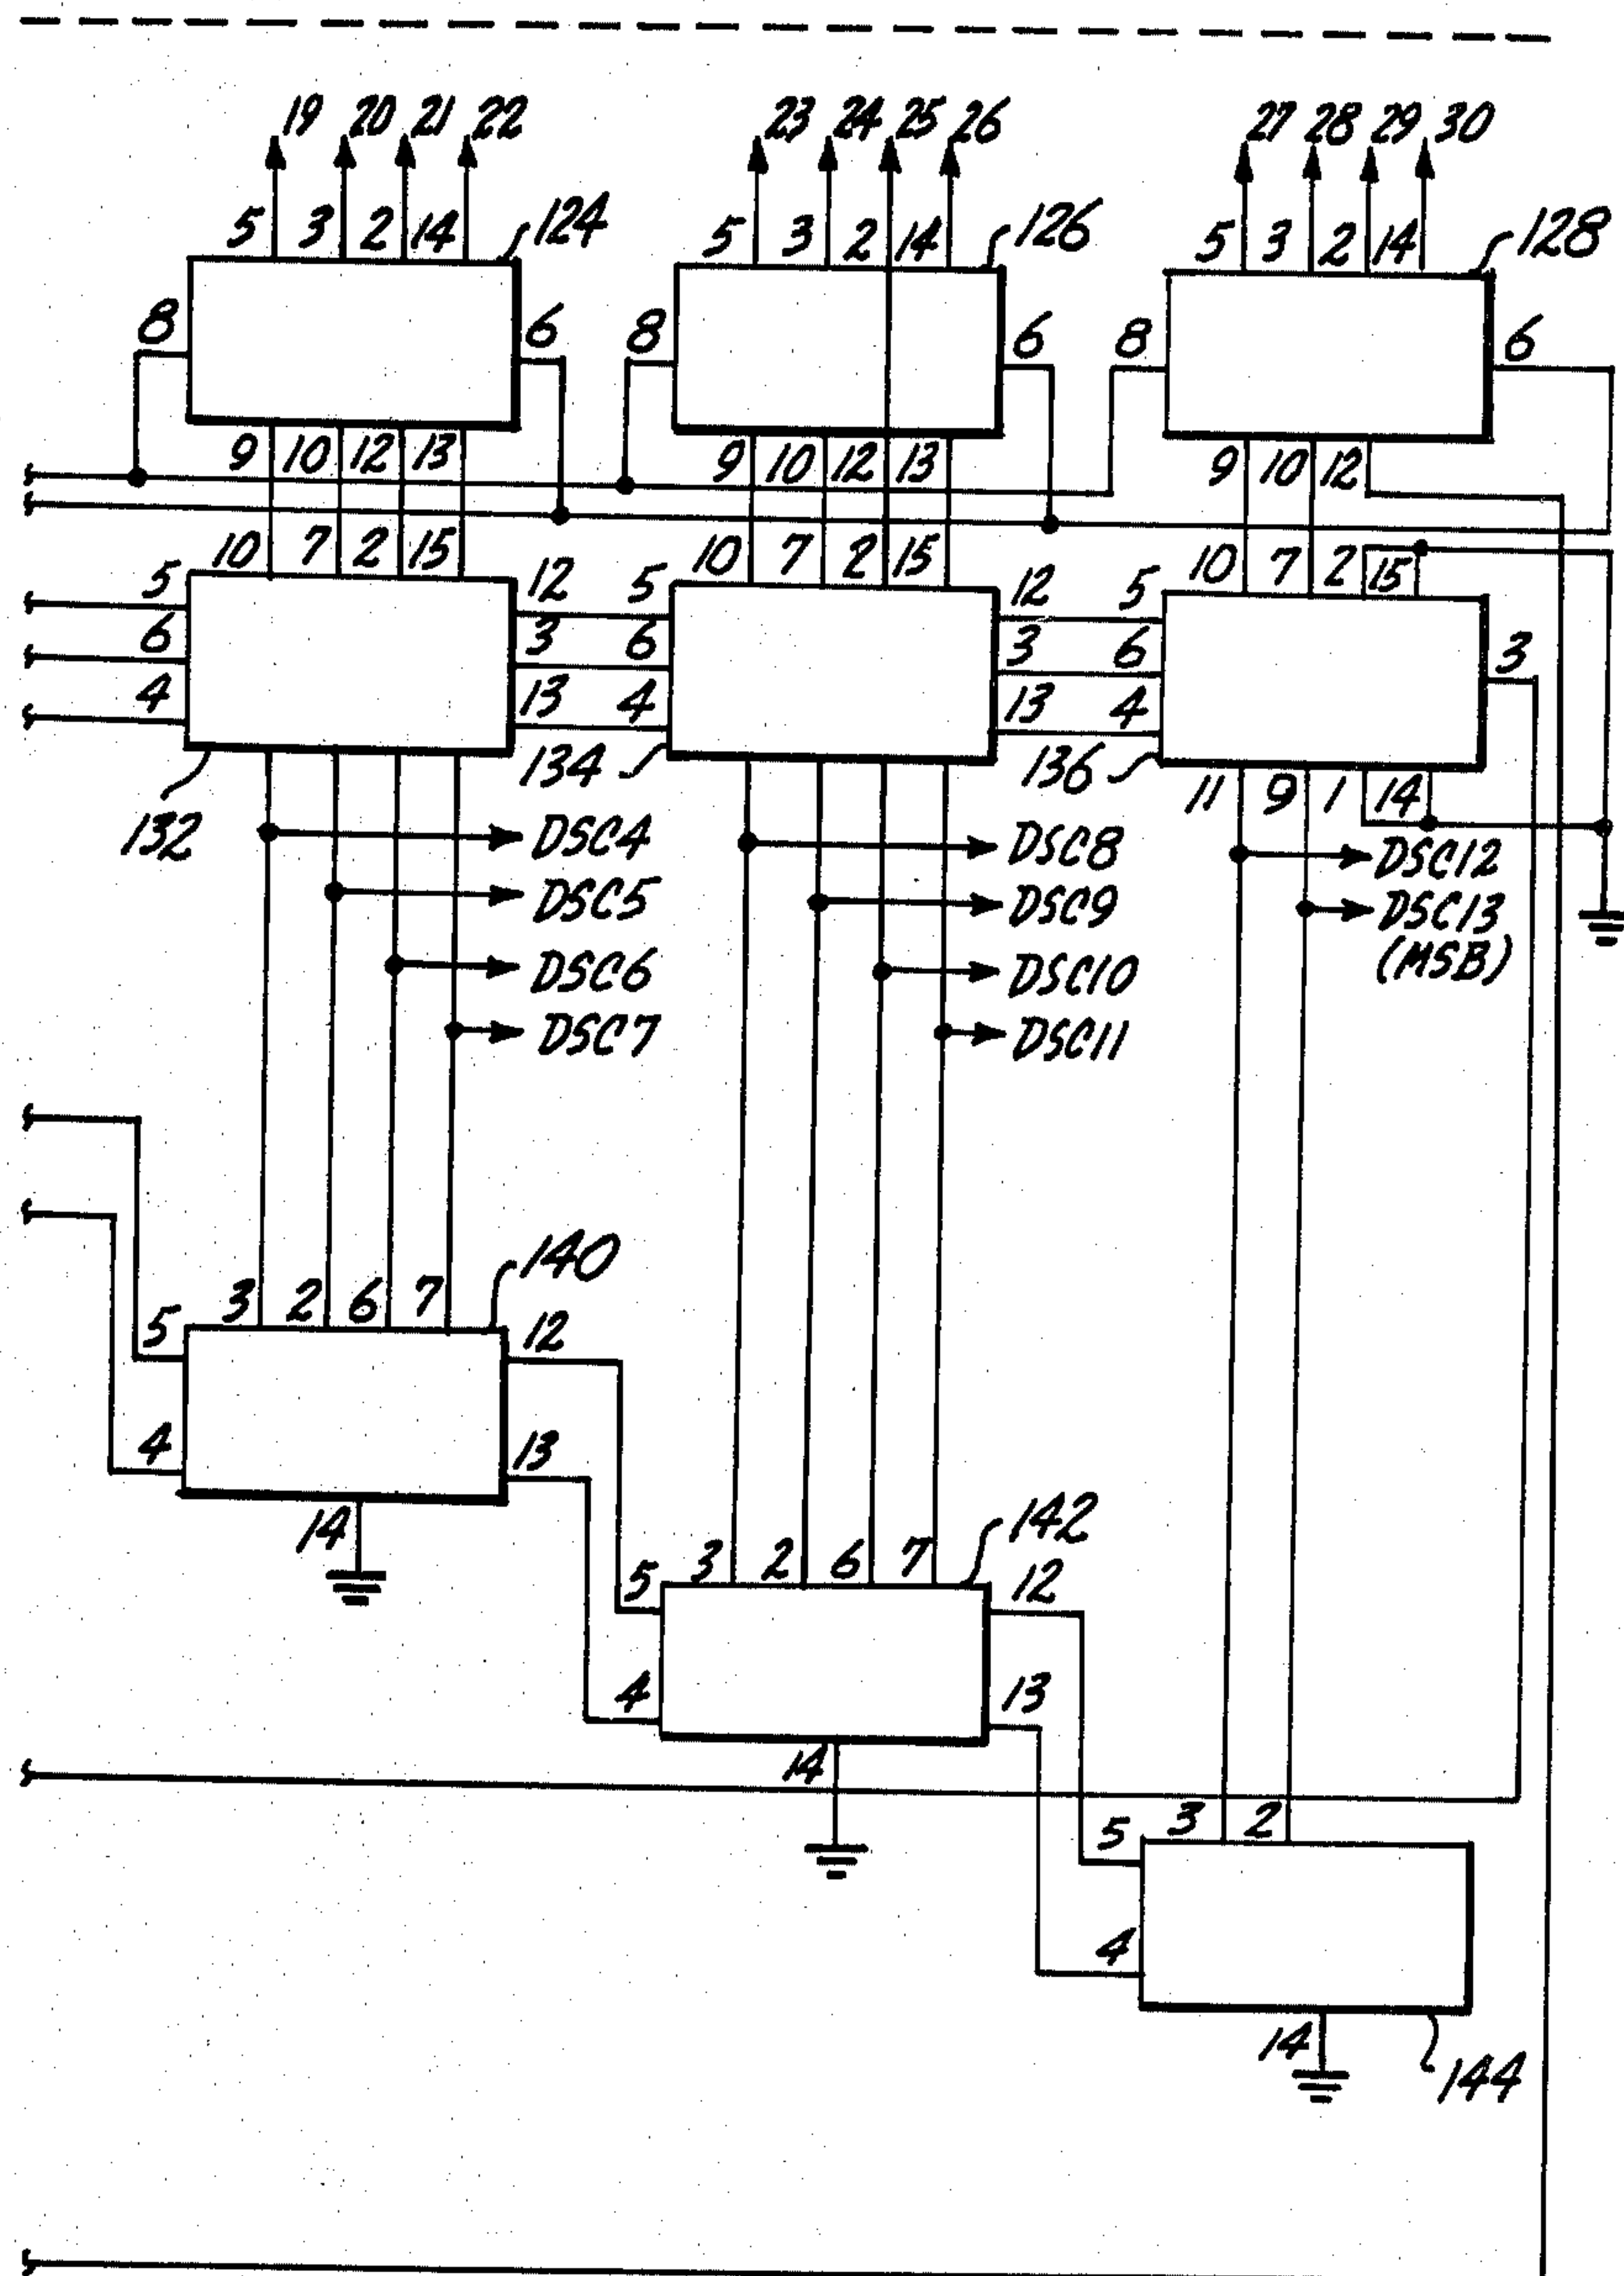 19 20 21 22 23 24 25 26 27 28 29 30
5 3 2 14 124 5 3 2 14 126 5 3 2 14 128
8 6 8 6 8 6
9 10 12 13 9 10 12 13 9 10 12
10 7 2 15 10 7 2 15 10 7 2 15
5 12 5 12 5
6 3 6 3 6 3
4 13 4 13 4
132 134 136 11 9 1 14
DSC4 DSC8 DSC12
DSC5 DSC9 DSC13
DSC6 DSC10 (MSB)
DSC7 DSC11
3 2 6 7 140
5 12
4 13
14
3 2 6 7 142
5 12
4 13
14
3 2
5
4
14 144